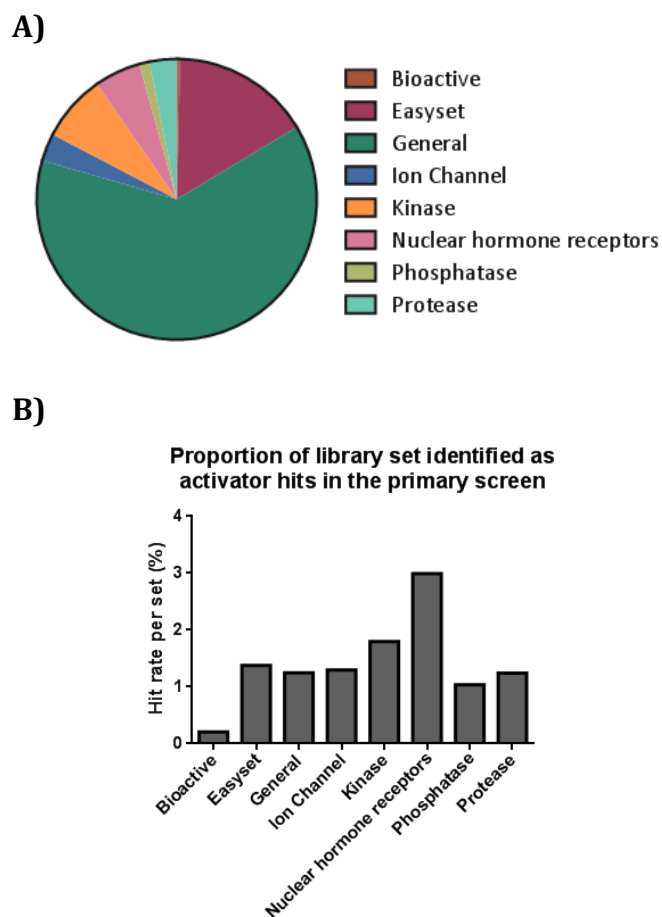 A)
Bioactive
Easyset
General
Ion Channel
Kinase
Nuclear hormone receptors
Phosphatase
Protease
B)
Proportion of library set identified as
activator hits in the primary screen
Hit rate per set (%)
4
3
2
1
0
Bioactive
Easyset
General
Ion Channel
Kinase
Nuclear hormone receptors
Phosphatase
Protease